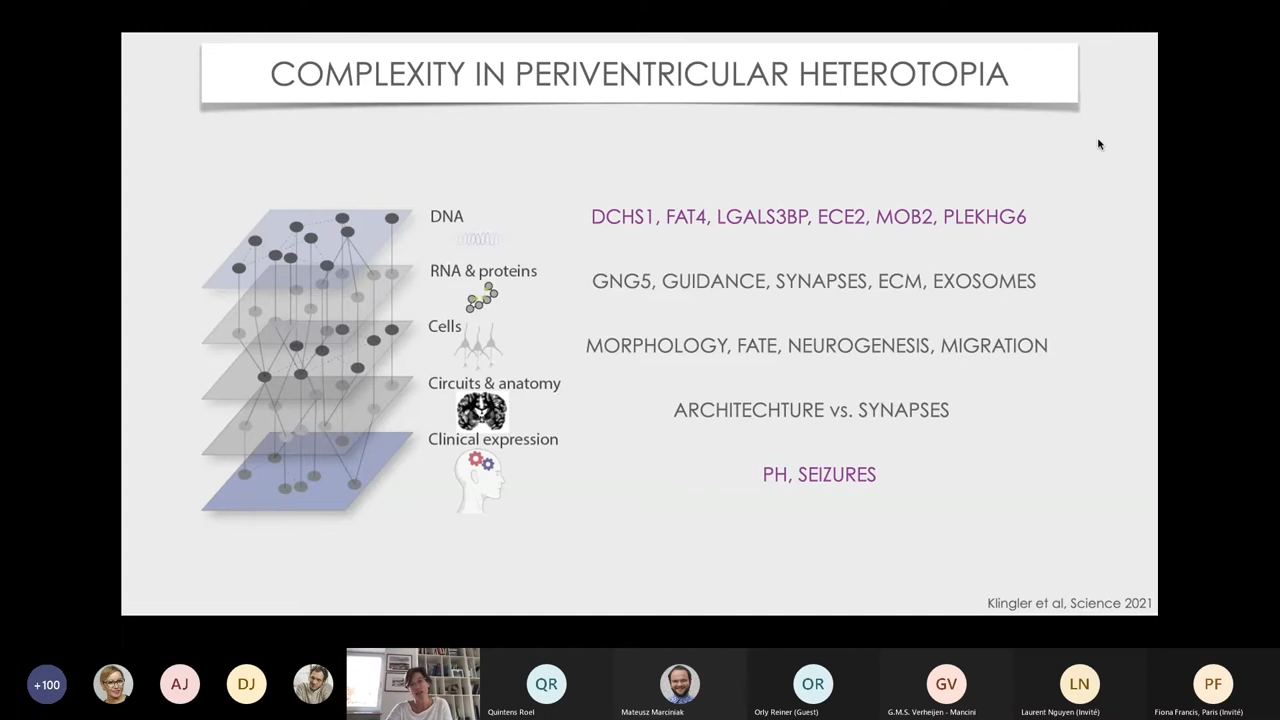 COMPLEXITY IN PERIVENTRICULAR HETEROTOPIA
DNA
DCHS1, FAT4, LGALS3BP, ECE2, MOB2, PLEKHG6
RNA & proteins
GNG5, GUIDANCE, SYNAPSES, ECM, EXOSOMES
Cells
MORPHOLOGY, FATE, NEUROGENESIS, MIGRATION
Circuits & anatomy
ARCHITECHTURE vs. SYNAPSES
Clinical expression
PH, SEIZURES
Klingler et al, Science 2021
+100
AJ
DJ
QR
OR
GV
LN
PF
Quintens Roel
Mateusz Marciniak
Orly Reiner (Guest)
G.M.S. Verheijen - Mancini
Laurent Nguyen (Invité)
Fiona Francis, Paris (Invité)